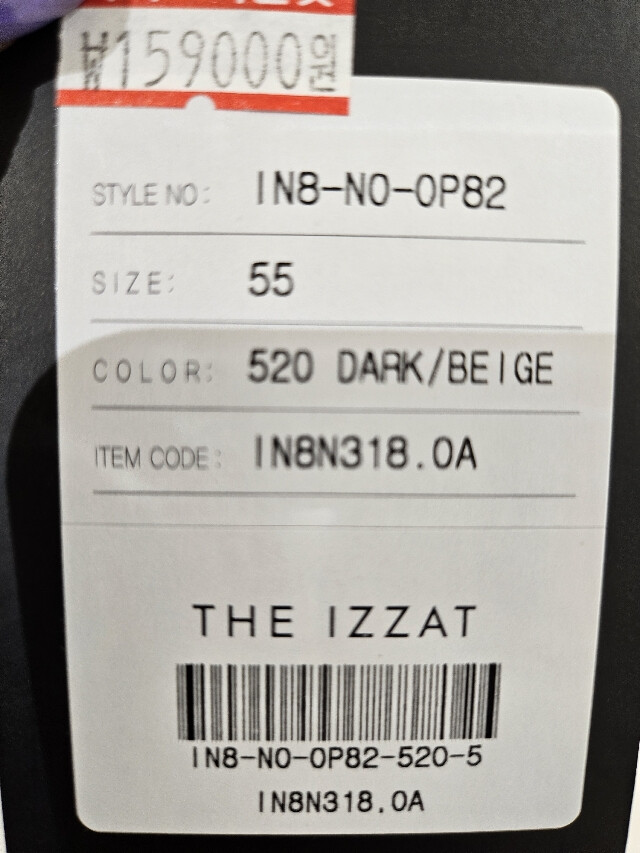 ₩159000원
STYLE NO: IN8-NO-OP82
SIZE: 55
COLOR: 520 DARK/BEIGE
ITEM CODE: IN8N318.0A
THE IZZAT
IN8-NO-OP82-520-5
IN8N318.0A